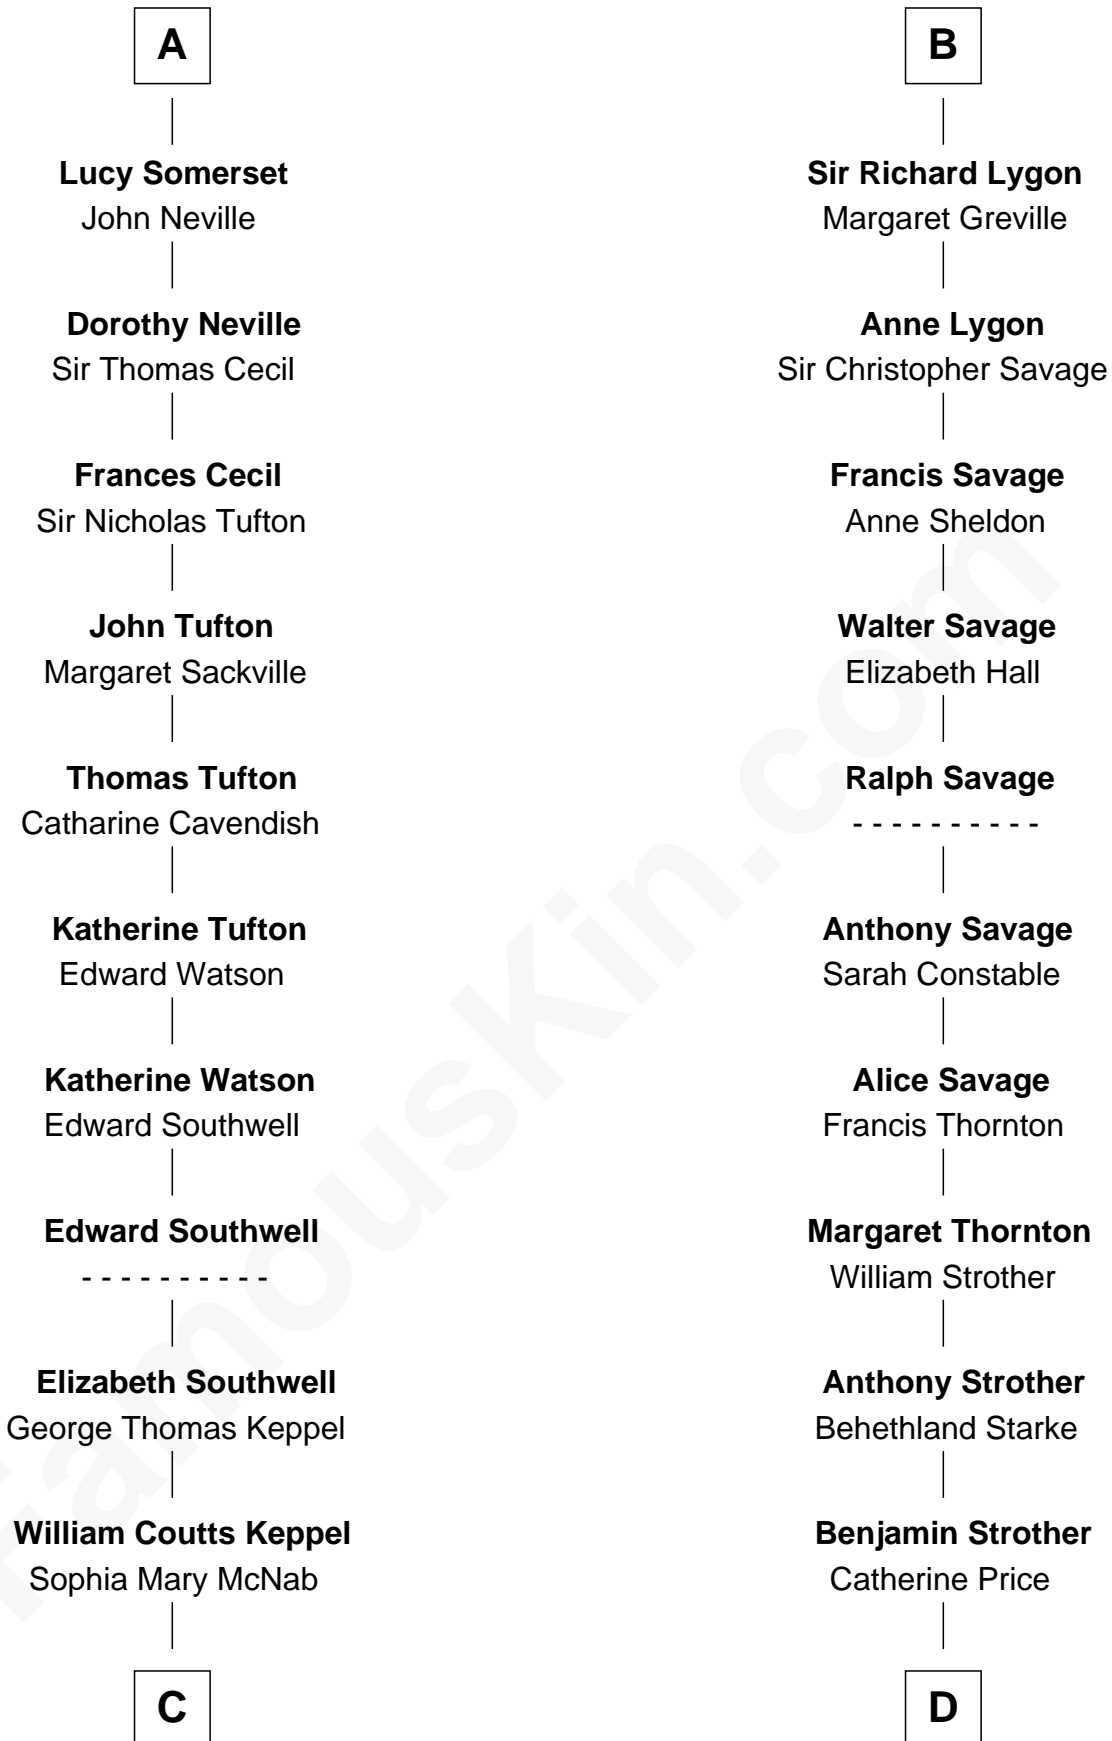 A
Lucy Somerset
John Neville
Dorothy Neville
Sir Thomas Cecil
Frances Cecil
Sir Nicholas Tufton
John Tufton
Margaret Sackville
Thomas Tufton
Catharine Cavendish
Katherine Tufton
Edward Watson
Katherine Watson
Edward Southwell
Edward Southwell
- - - - - - - - - -
Elizabeth Southwell
George Thomas Keppel
William Coutts Keppel
Sophia Mary McNab
C
B
Sir Richard Lygon
Margaret Greville
Anne Lygon
Sir Christopher Savage
Francis Savage
Anne Sheldon
Walter Savage
Elizabeth Hall
Ralph Savage
- - - - - - - - - -
Anthony Savage
Sarah Constable
Alice Savage
Francis Thornton
Margaret Thornton
William Strother
Anthony Strother
Behethland Starke
Benjamin Strother
Catherine Price
D
FamousKin.com